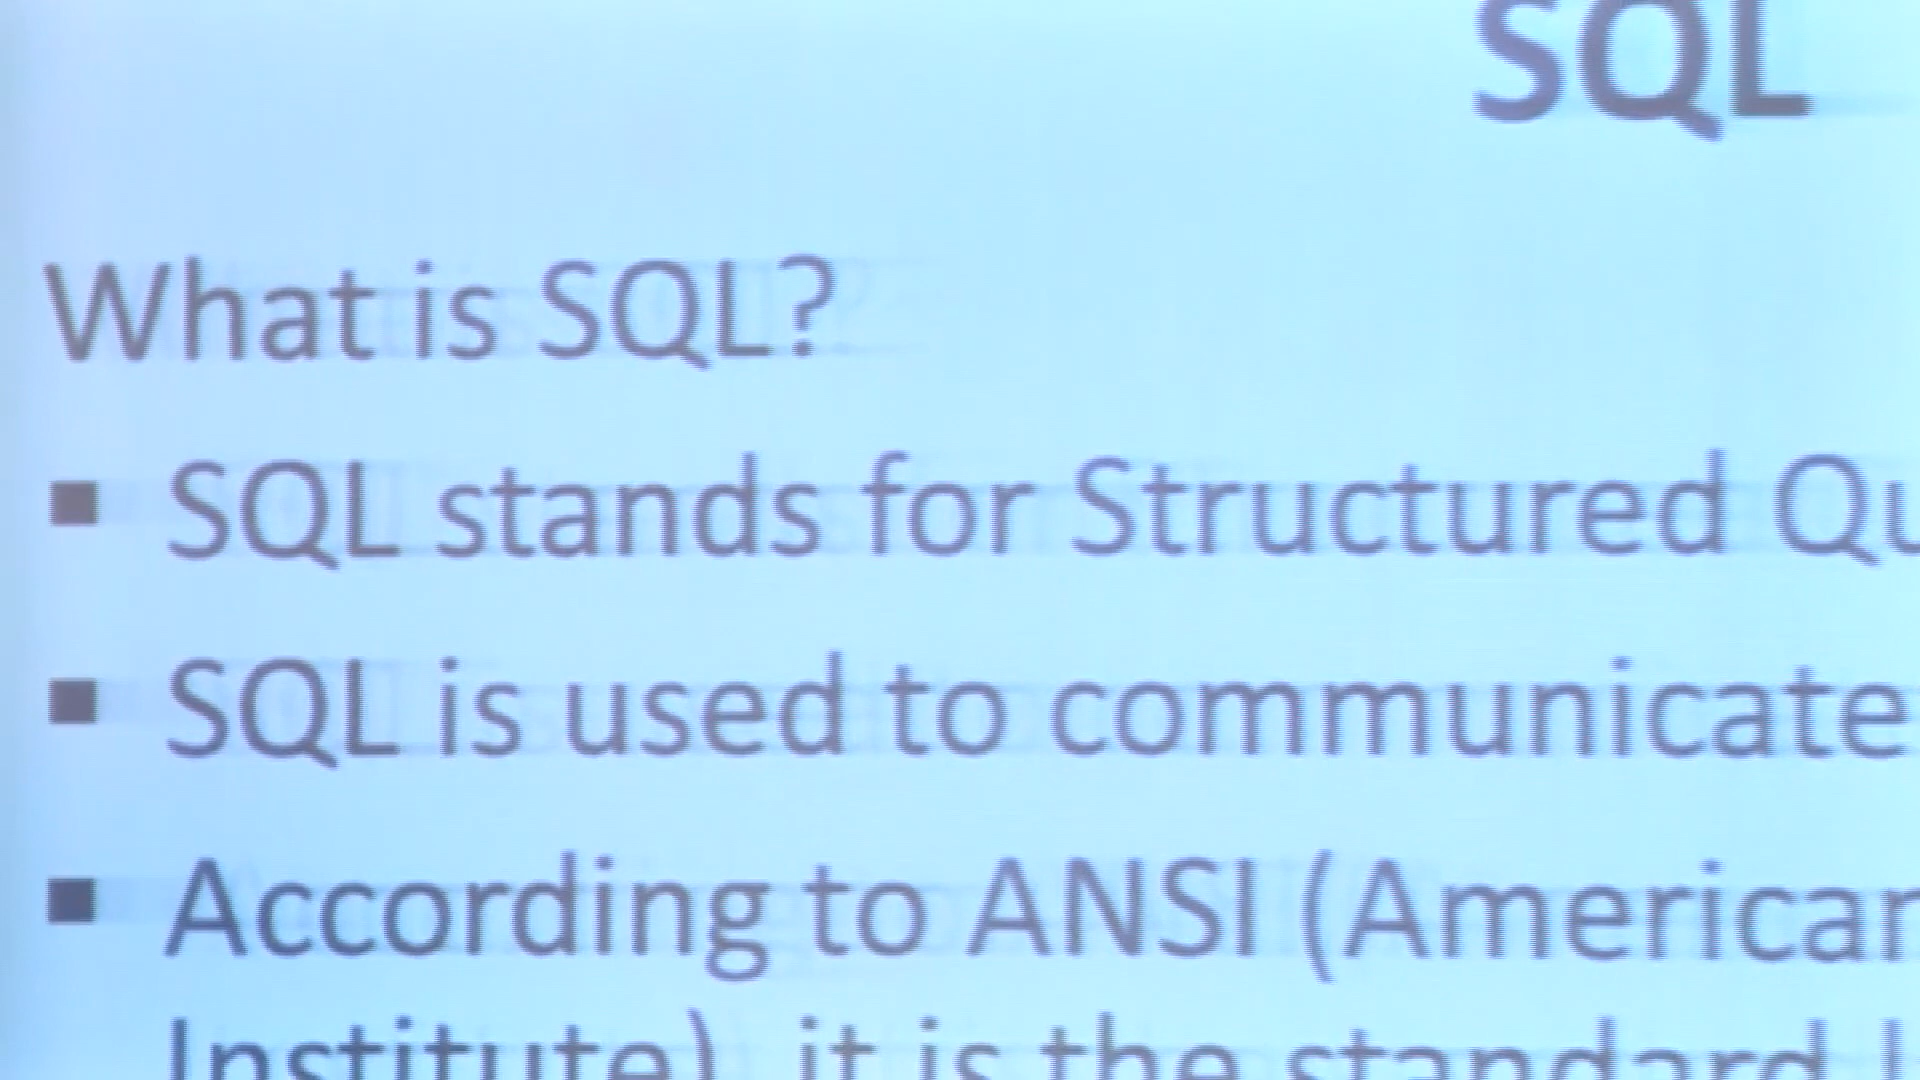 SQL
What is SQL?
▪ SQL stands for Structured Qu
▪ SQL is used to communicate
▪ According to ANSI (American
Institute), it is the standard l